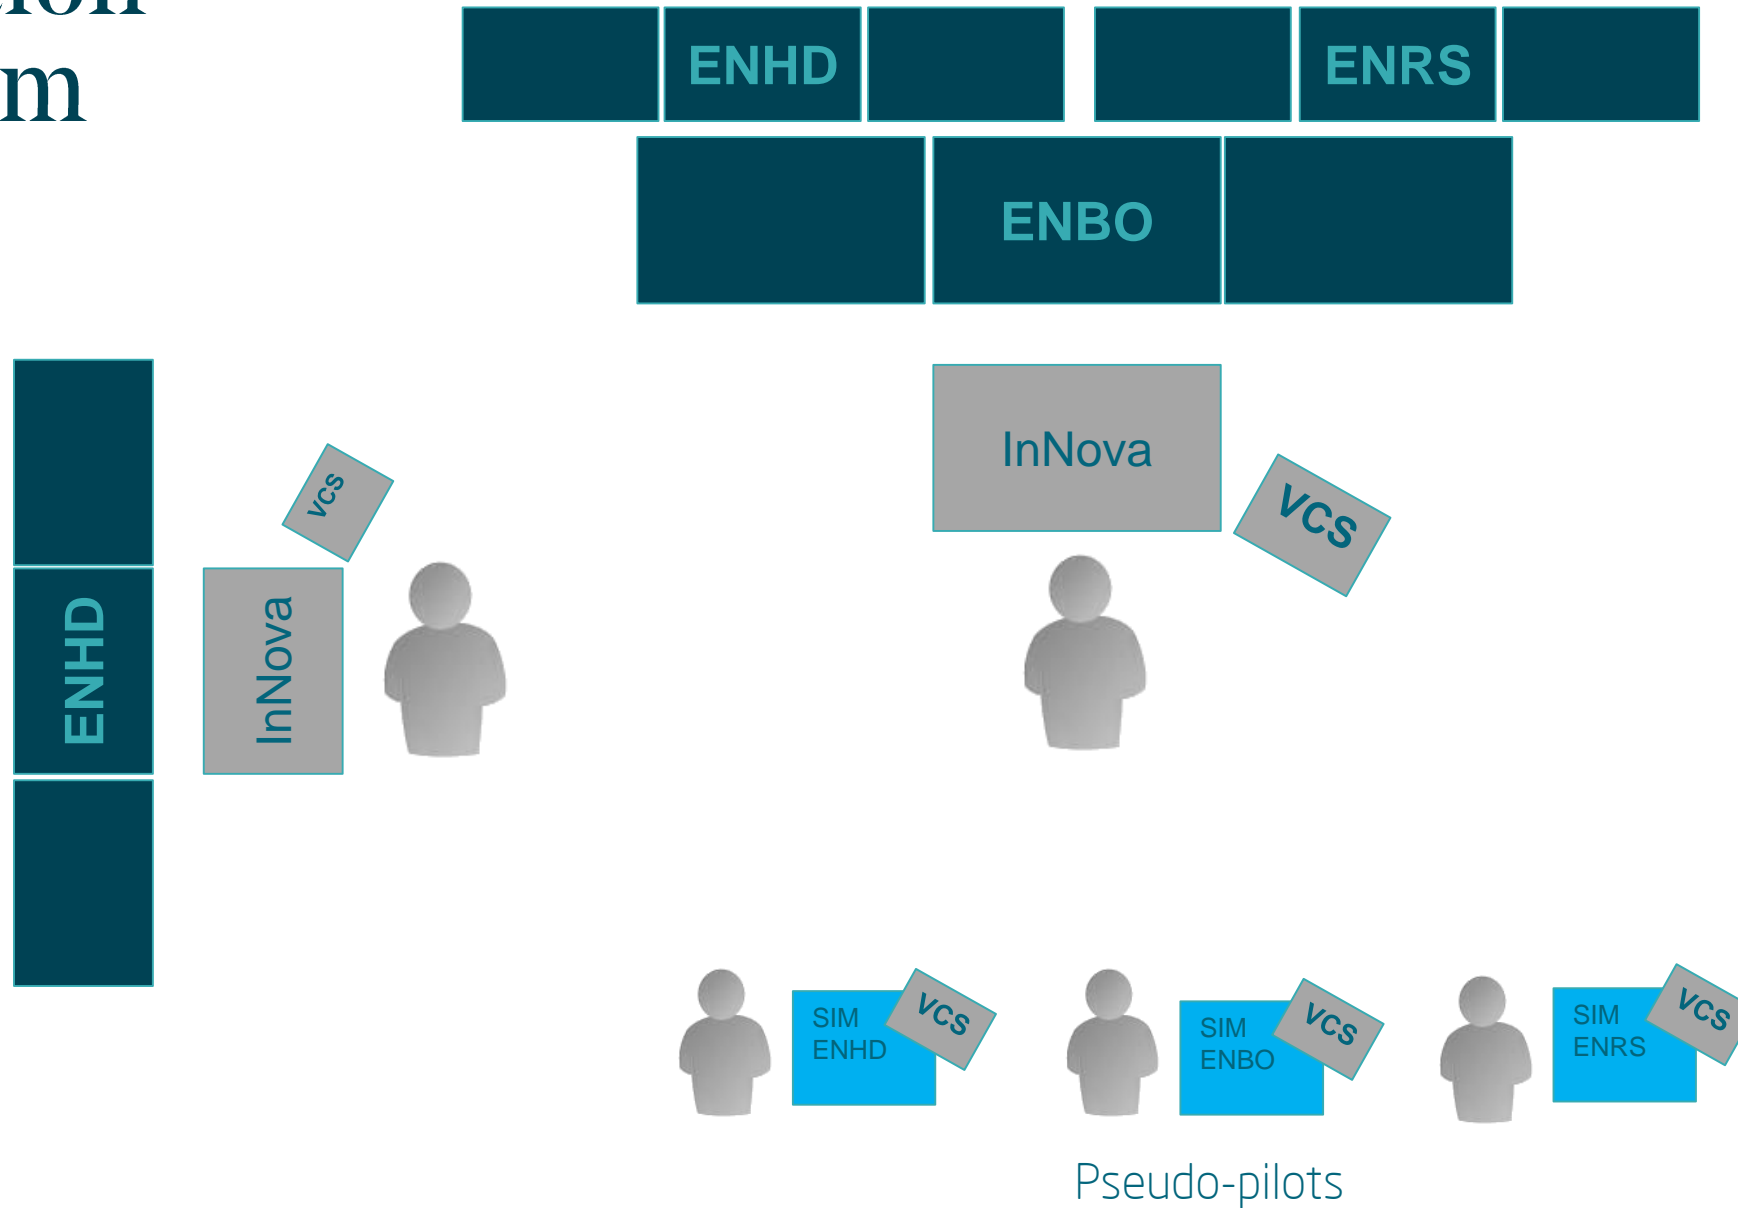 m
ENHD
ENRS
ENBO
InNova
VCS
VCS
ENHD
InNova
SIM
ENHD
VCS
SIM
ENBO
VCS
SIM
ENRS
VCS
Pseudo-pilots